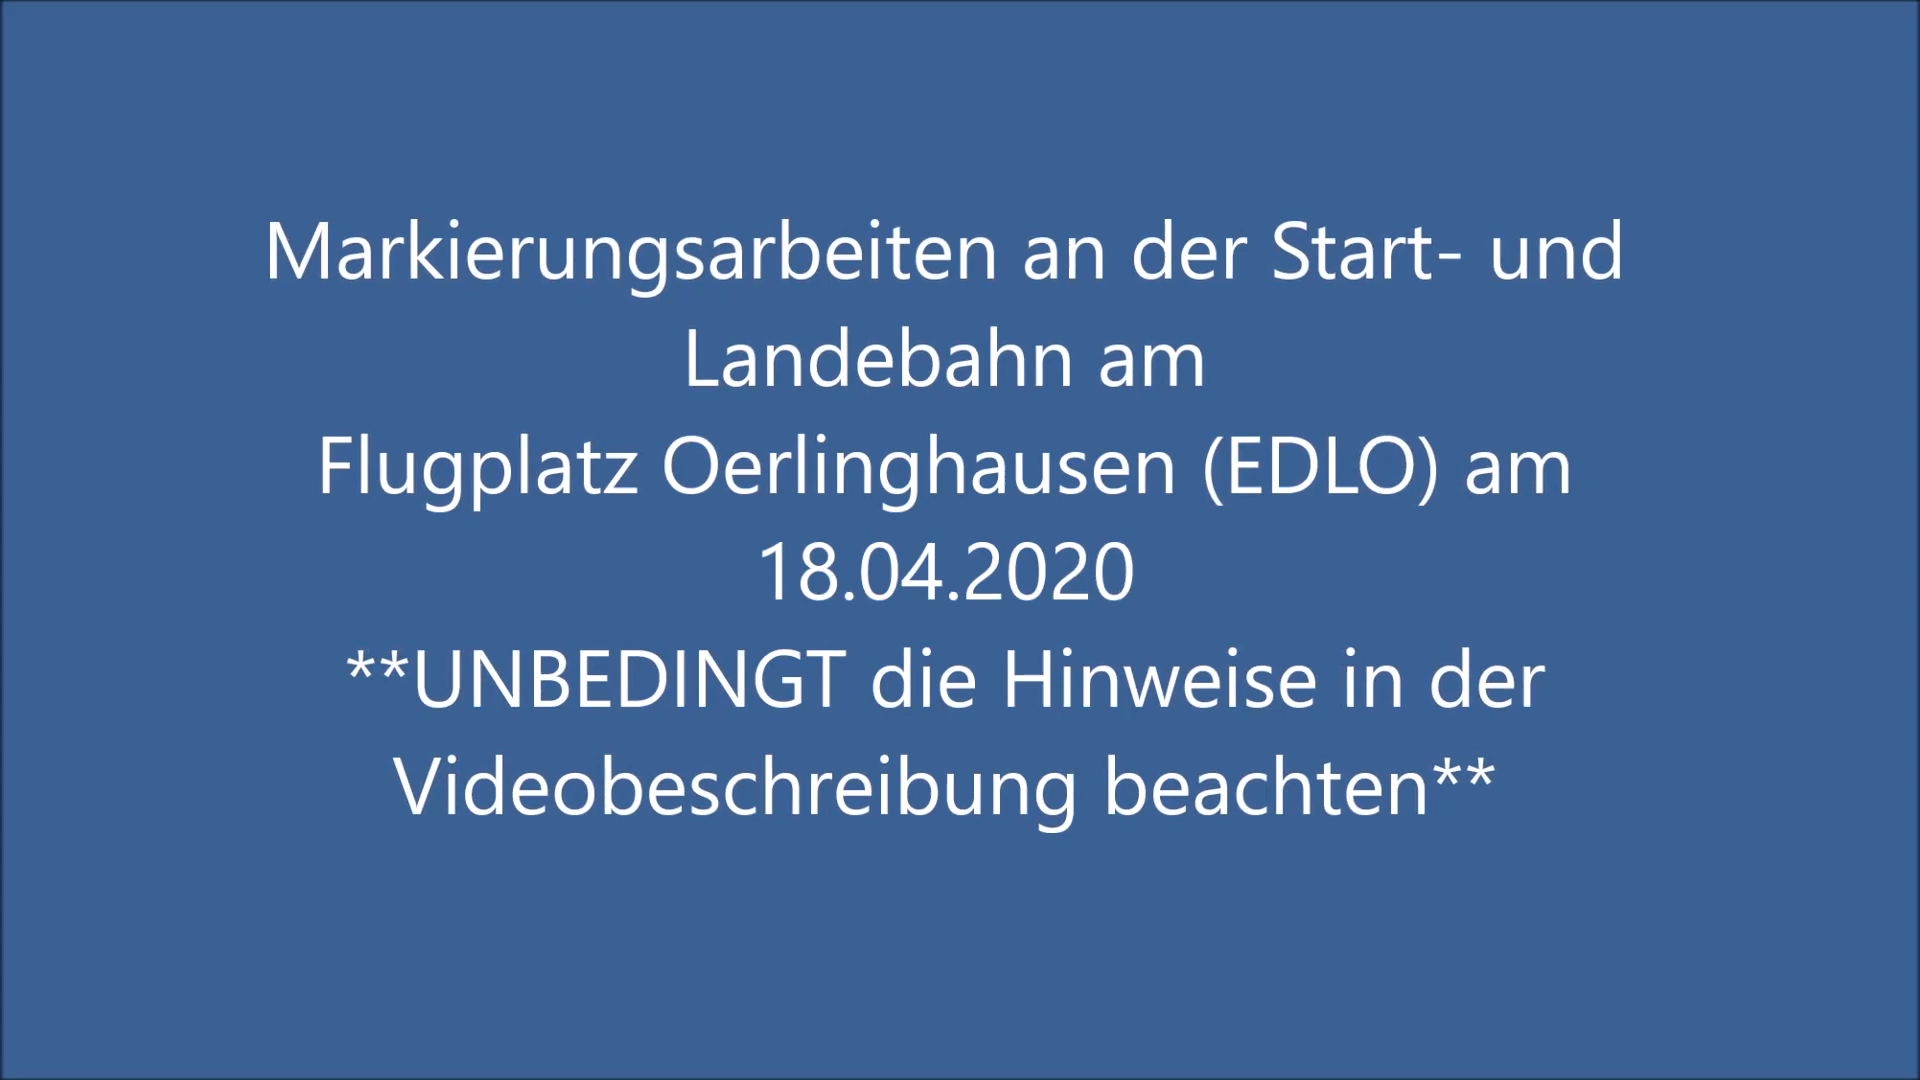 Markierungsarbeiten an der Start- und
Landebahn am
Flugplatz Oerlinghausen (EDLO) am
18.04.2020
**UNBEDINGT die Hinweise in der
Videobeschreibung beachten**